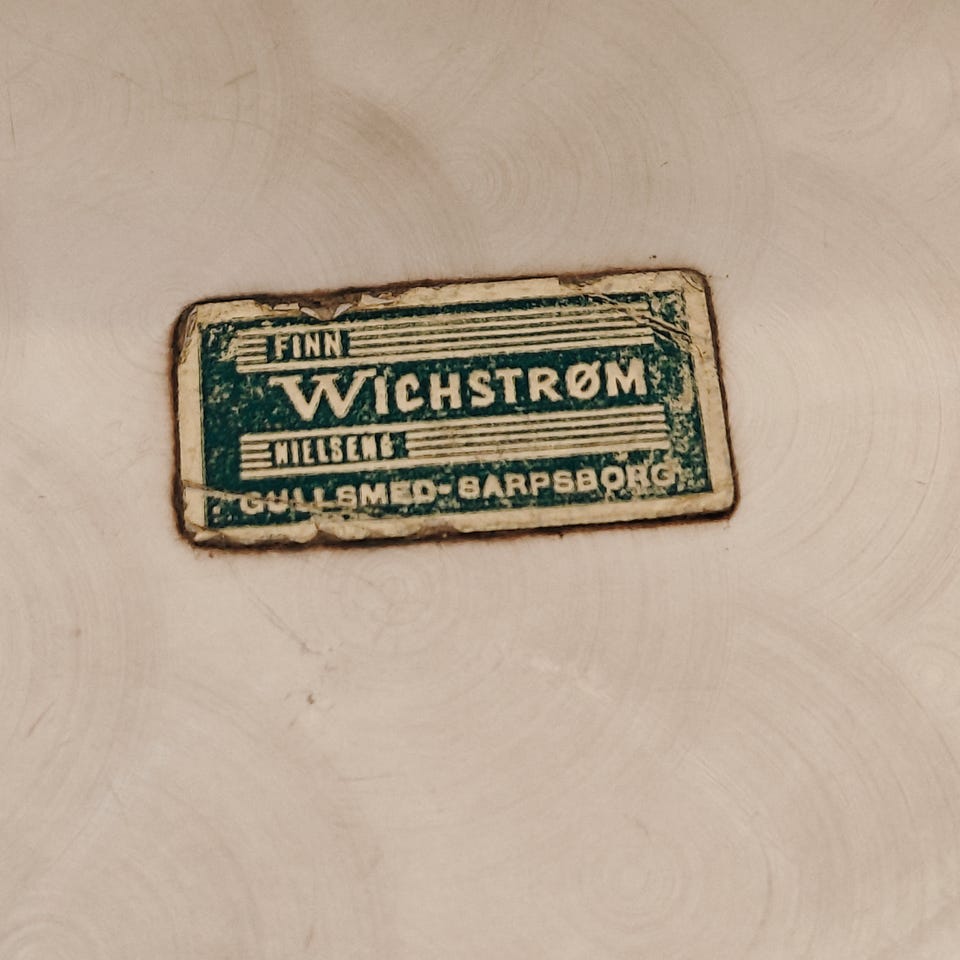 FINN
WICHSTRØM
NIELSENS
GULLSMED-SARPSBORG